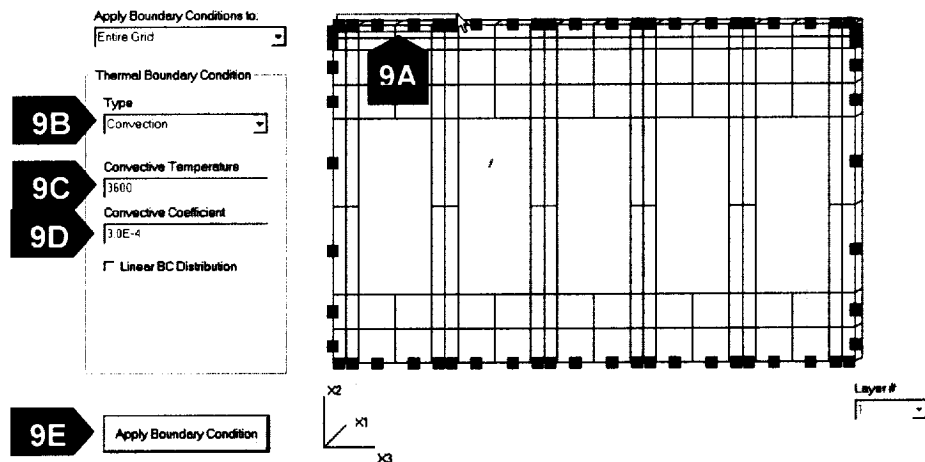 Apply Boundary Conditions to:
Entire Grid
Thermal Boundary Condition
9A
9B
Type
Convection
9C
Convective Temperature
3600
9D
Convective Coefficient
3.0E-4
Linear BC Distribution
9E
Apply Boundary Condition
X2
X1
X3
Layer #
1